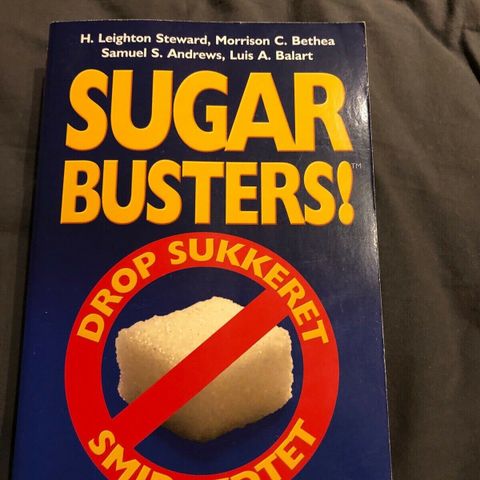 H. Leighton Steward, Morrison C. Bethea
Samuel S. Andrews, Luis A. Balart
SUGAR
BUSTERS!™
DROP SUKKERET